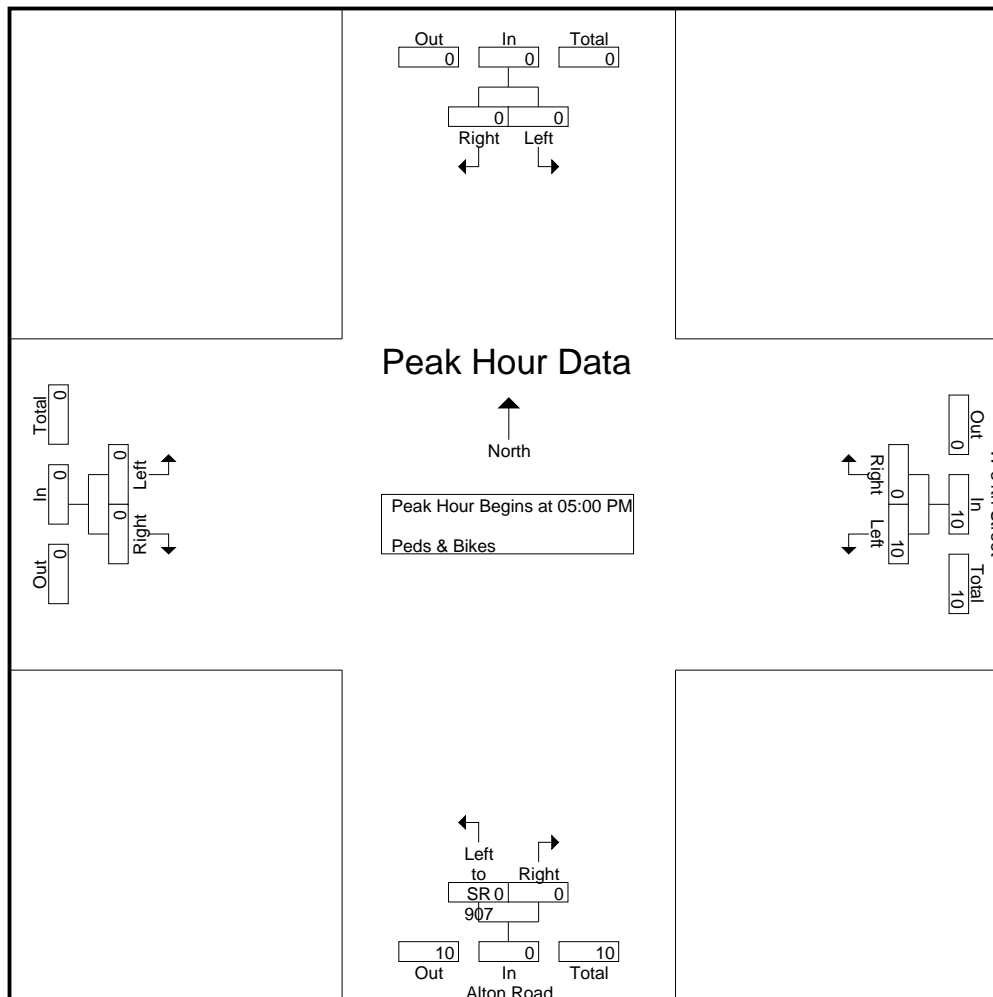 Out In Total
0 0 0
0 0
Right Left
Peak Hour Data
North
Peak Hour Begins at 05:00 PM
Peds & Bikes
Total 0
In 0
Out 0
0 Left
0 Right
Out 0
In 10
Total 10
Right 0
Left 10
Left
to Right
SR 0 0
907
10 0 10
Out In Total
Alton Road